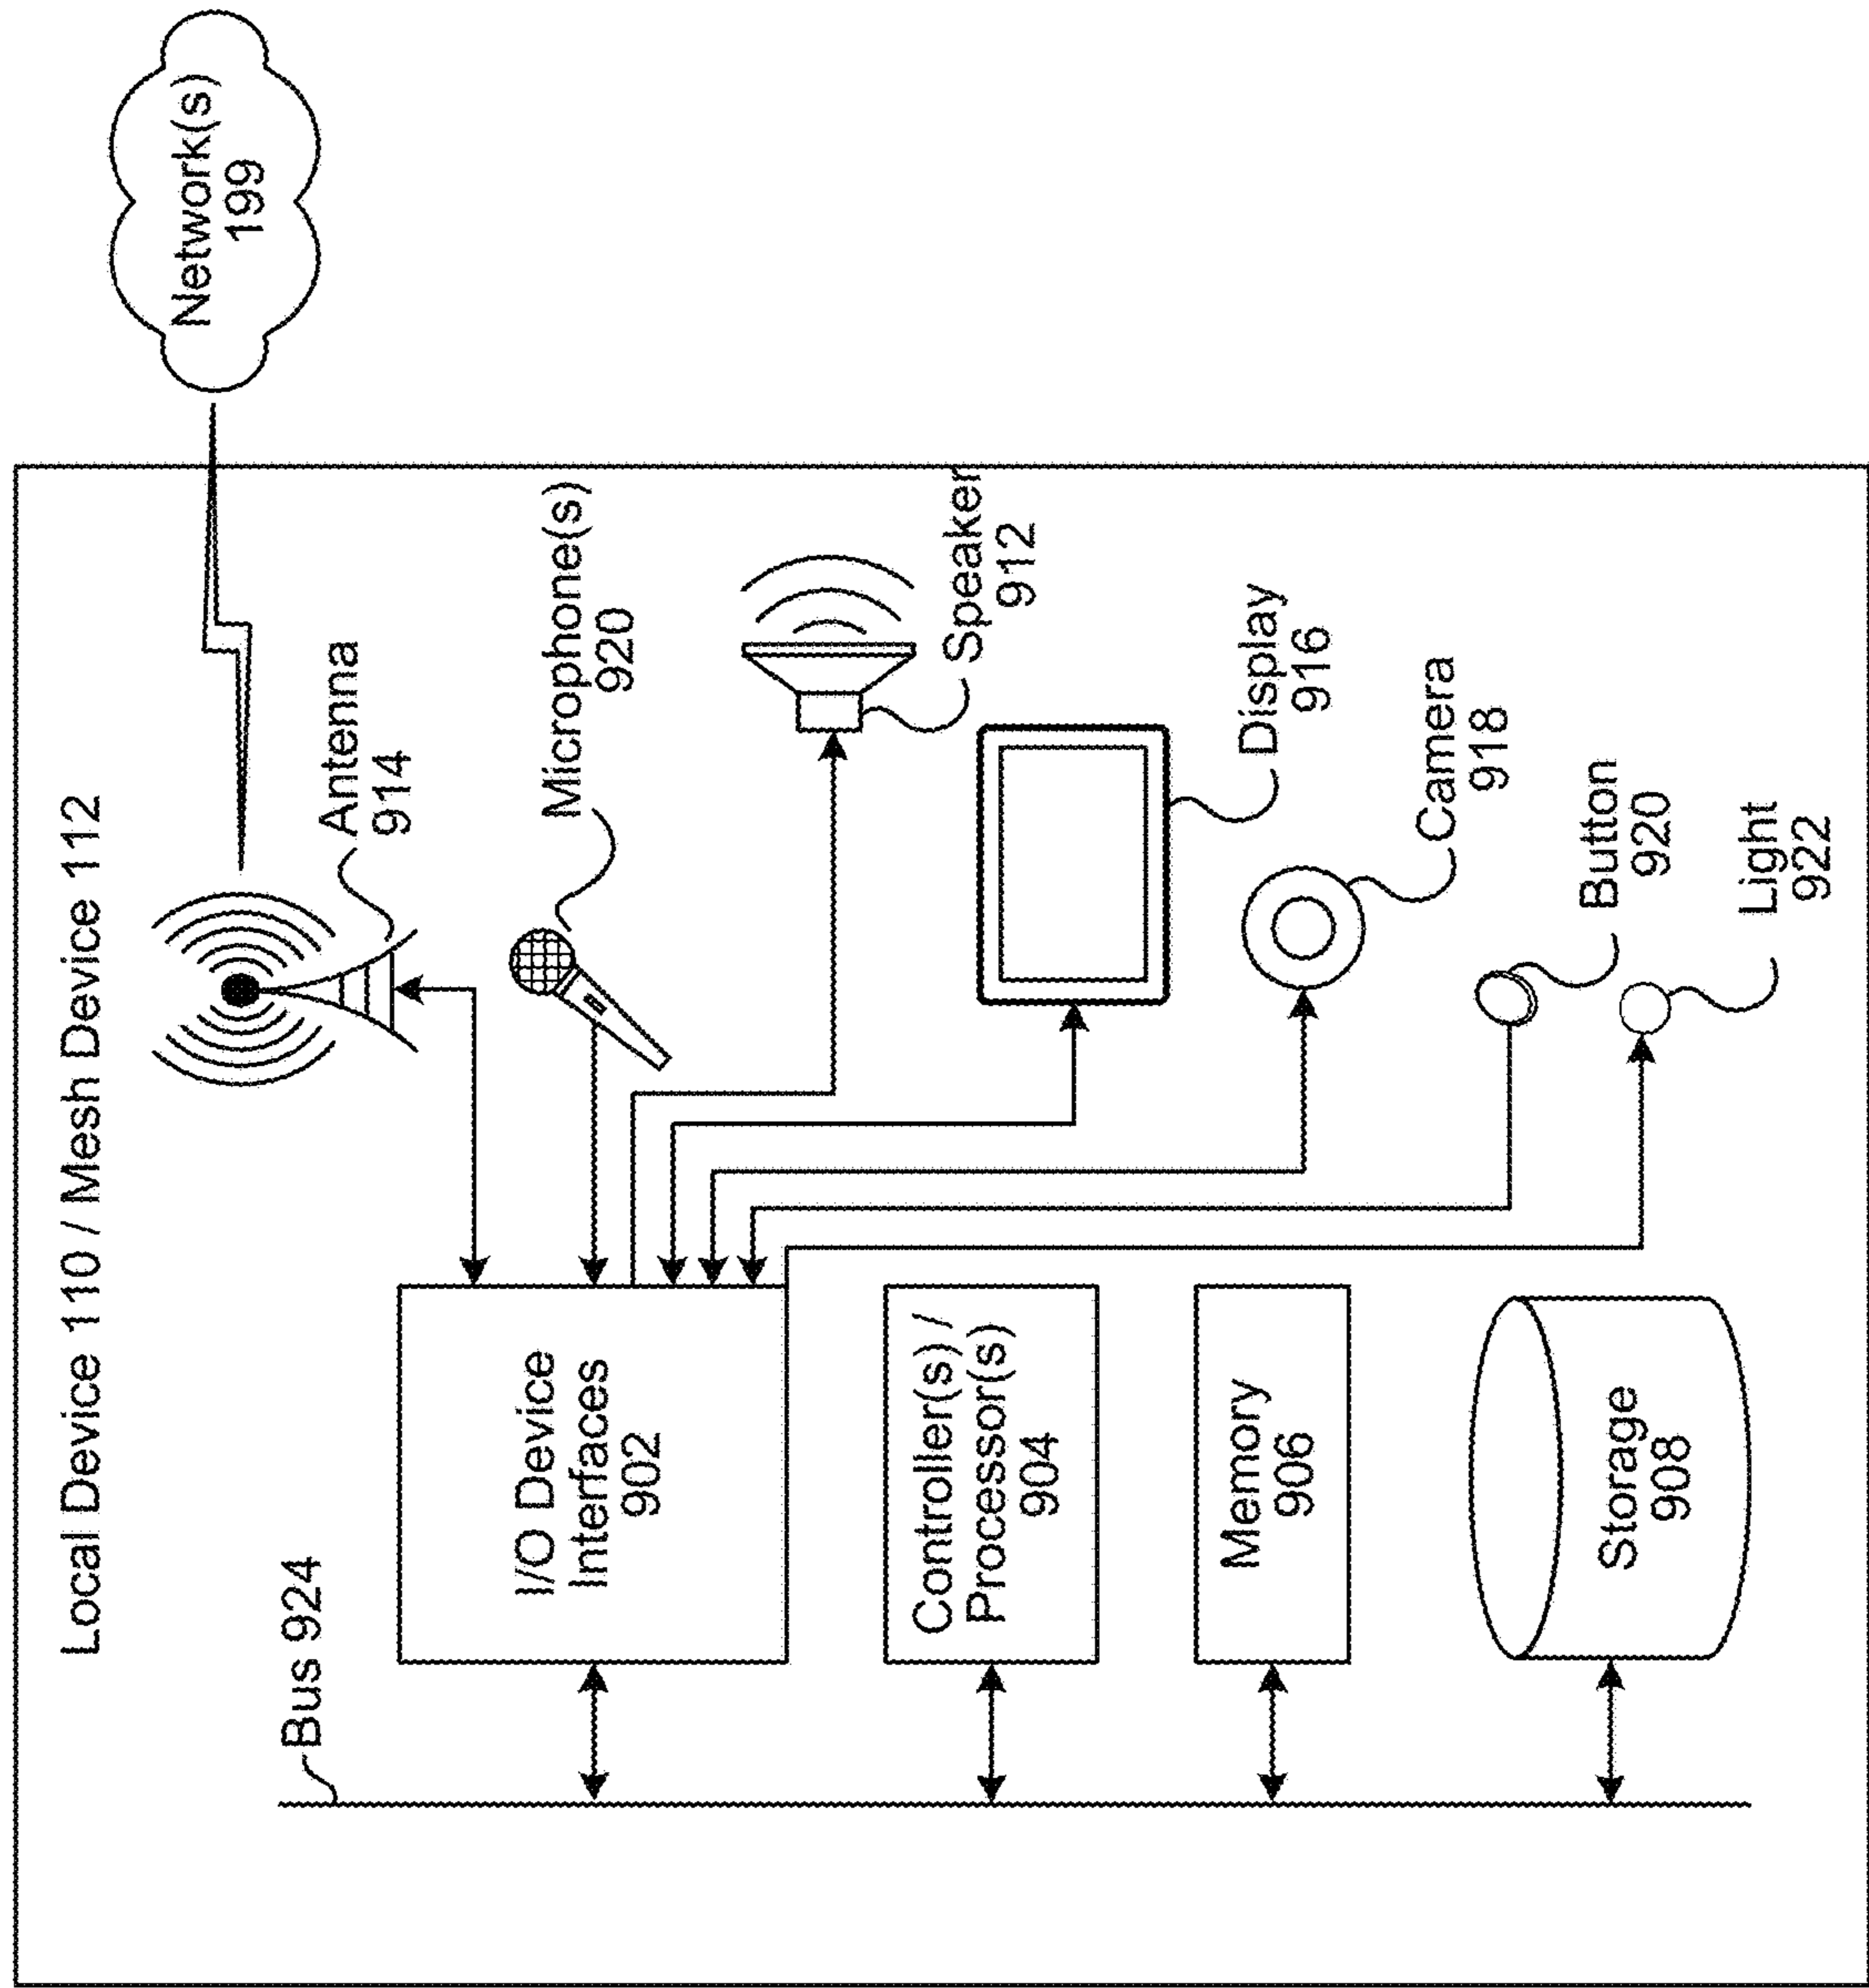 Local Device 110 / Mesh Device 112
Bus 924
I/O Device
Interfaces
902
Controller(s) /
Processor(s)
904
Memory
906
Storage
908
Antenna
914
Microphone(s)
920
Speaker
912
Display
916
Camera
918
Button
920
Light
922
Network(s)
199